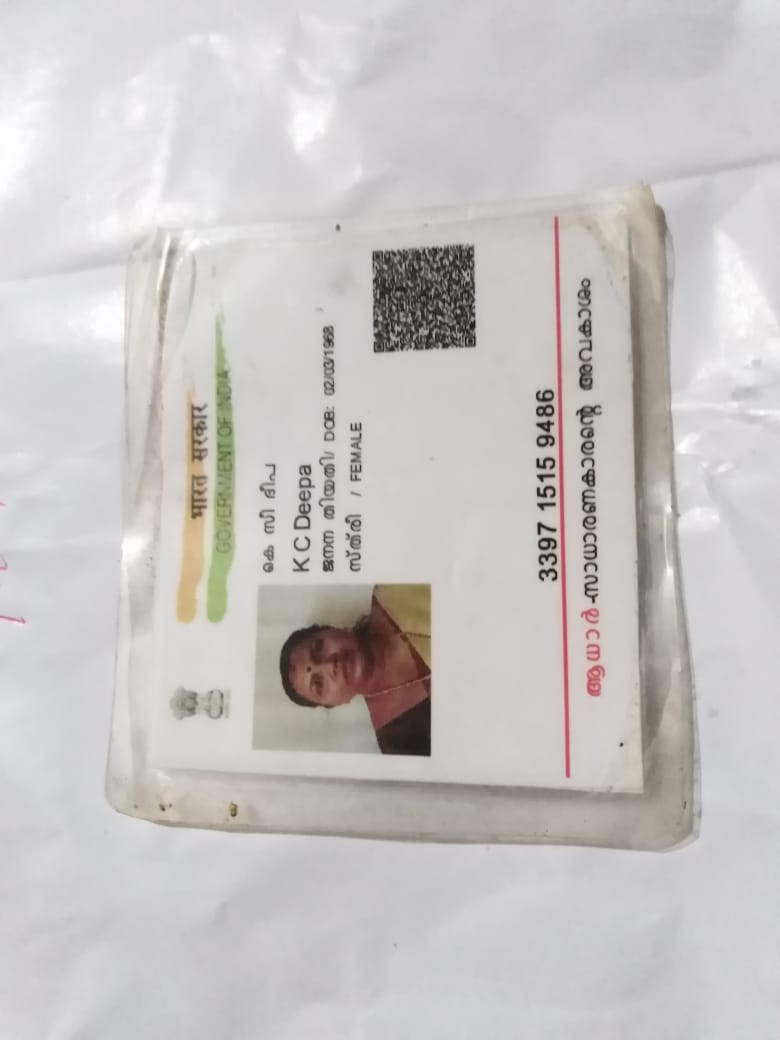 भारत सरकार
GOVERNMENT OF INDIA
കെ സി ദീപ
K C Deepa
ജനന തിയതി/ DOB: 02/03/1968
സ്ത്രീ / FEMALE
3397 1515 9486
ആധാർ-സാധാരണകാരന്റെ അവകാശം